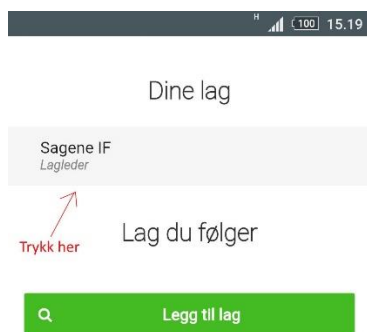 H 100 15.19
Dine lag
Sagene IF
Lagleder
Trykk her
Lag du følger
Legg til lag